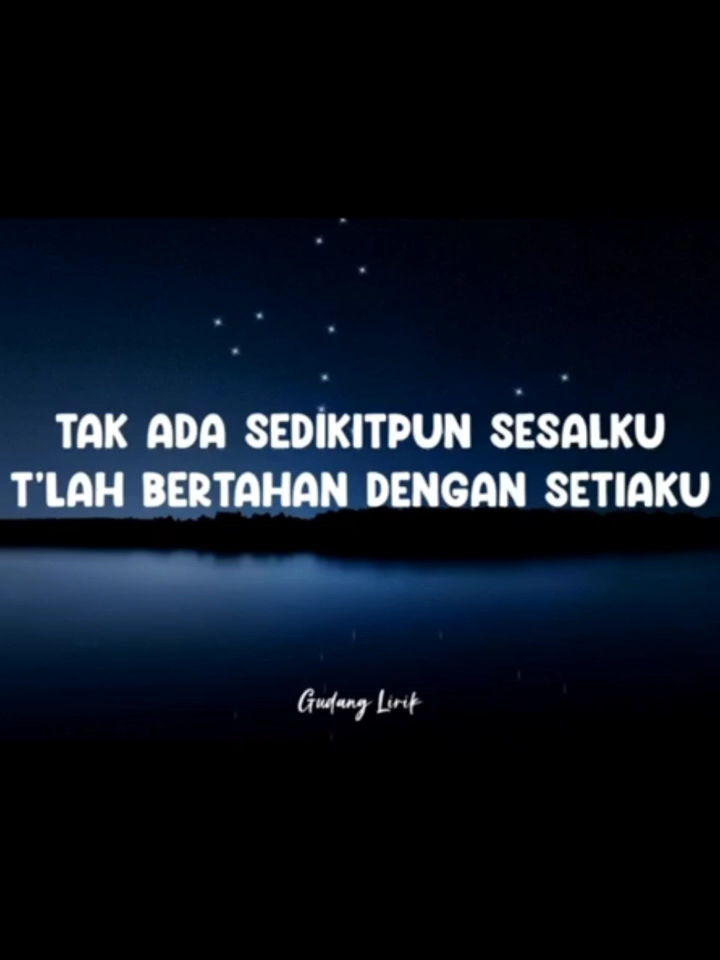 TAK ADA SEDIKITPUN SESALKU
T'LAH BERTAHAN DENGAN SETIAKU
Gudang Lirik